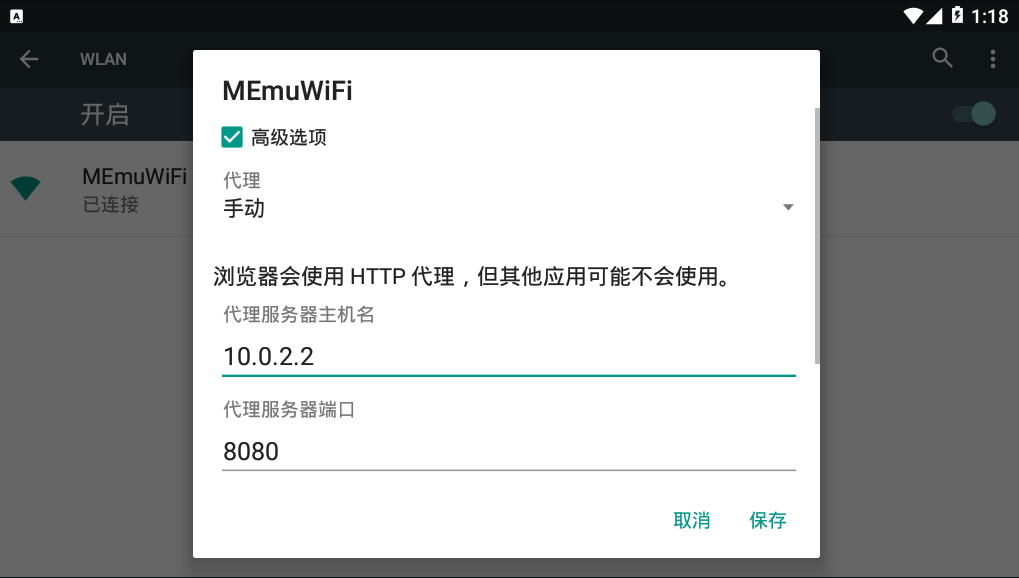 A
1:18
WLAN
开启
MEmuWiFi
已连接
MEmuWiFi
高级选项
代理
手动
浏览器会使用 HTTP 代理，但其他应用可能不会使用。
代理服务器主机名
10.0.2.2
代理服务器端口
8080
取消
保存